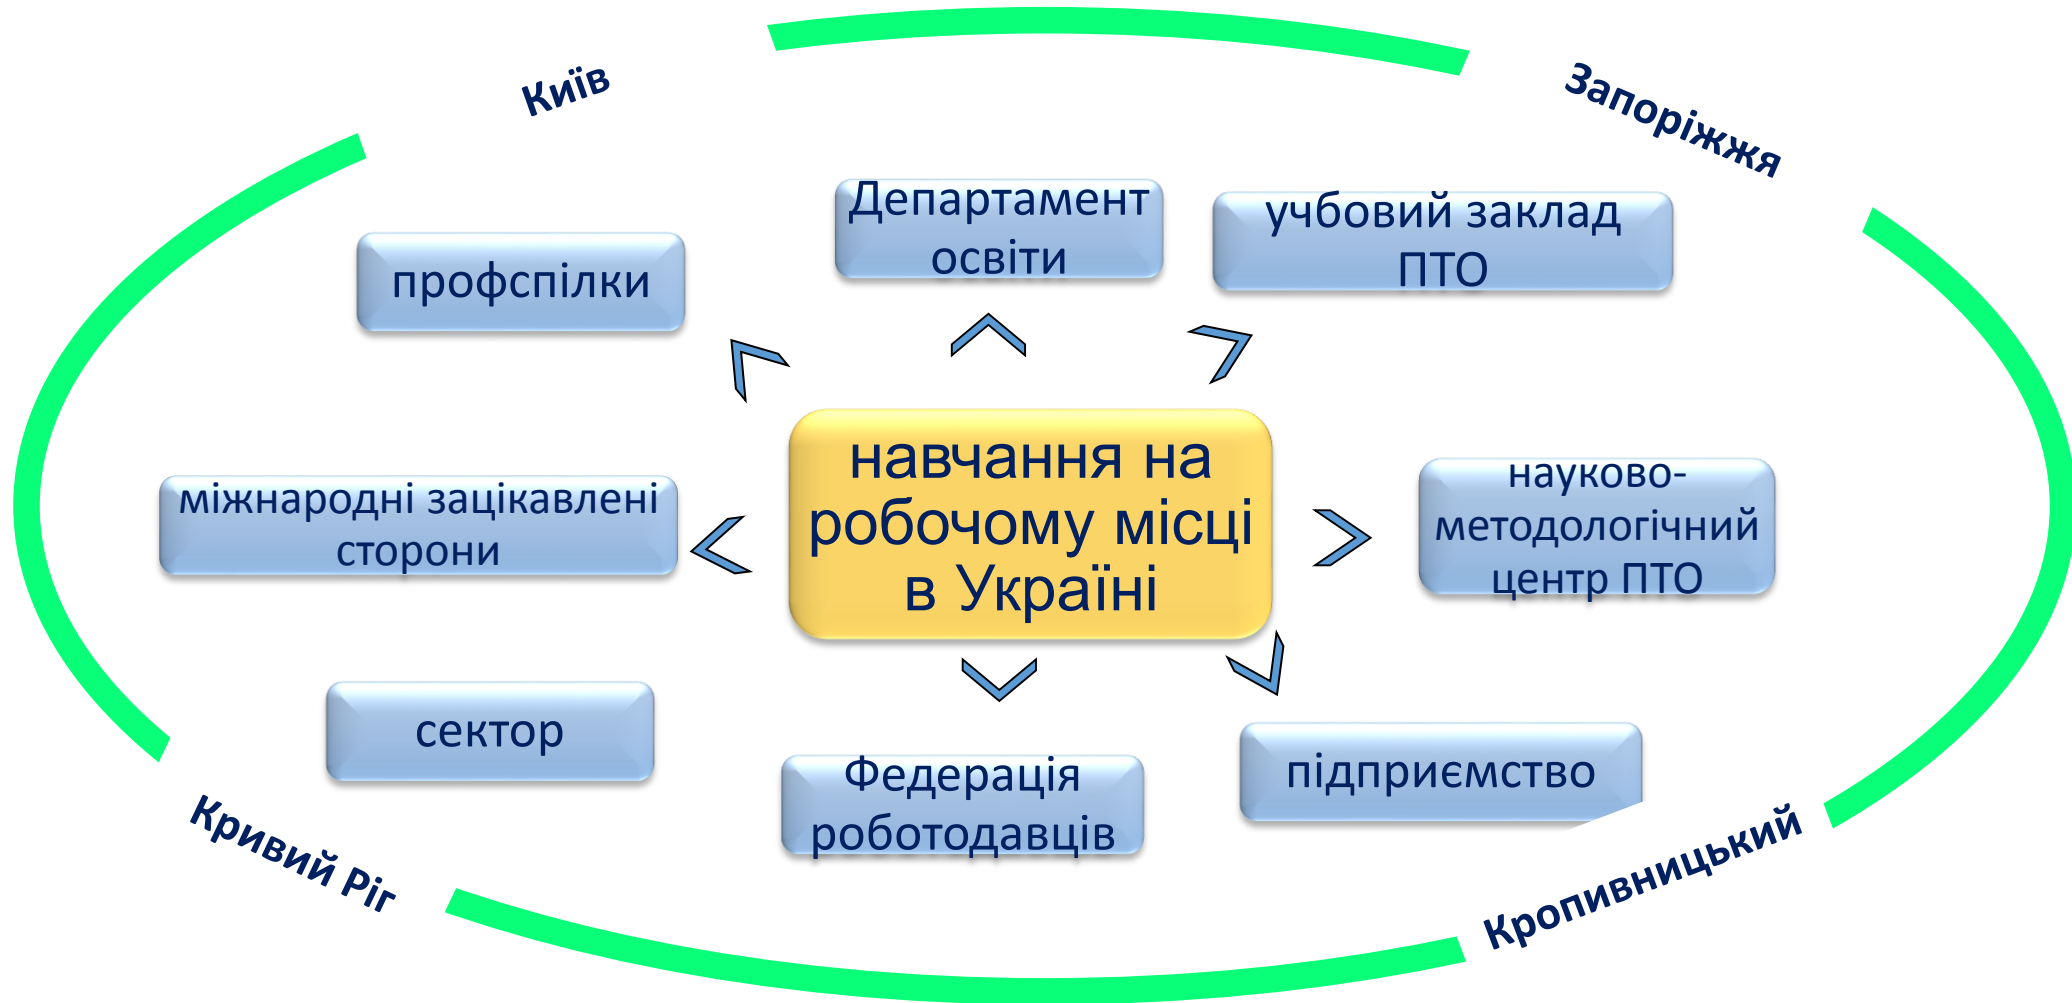 Київ
Запоріжжя
Департамент
освіти
учбовий заклад
ПТО
профспілки
навчання на
робочому місці
в Україні
міжнародні зацікавлені
сторони
науково-
методологічний
центр ПТО
сектор
Федерація
роботодавців
підприємство
Кривий Ріг
Кропивницький